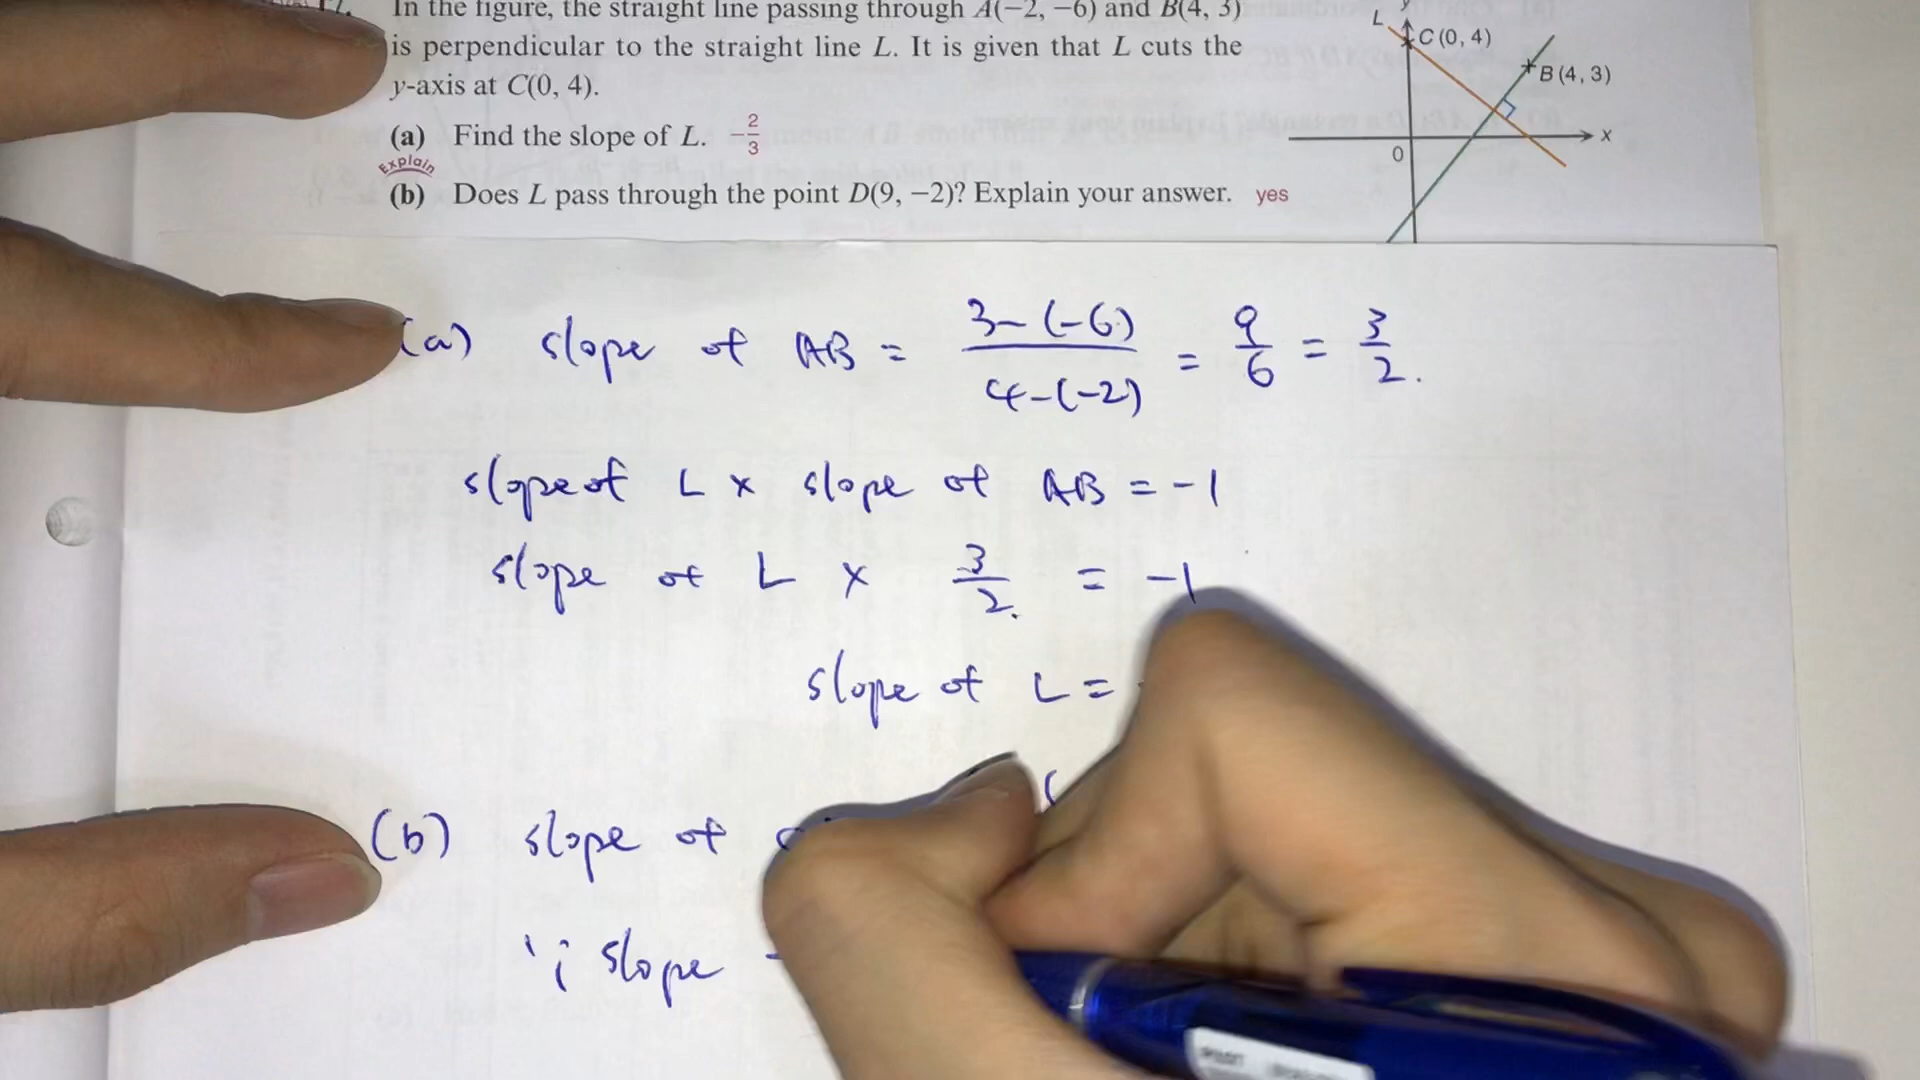 In the figure, the straight line passing through A(−2, −6) and B(4, 3)
is perpendicular to the straight line L. It is given that L cuts the
y-axis at C(0, 4).
(a) Find the slope of L. −2/3
Explain
(b) Does L pass through the point D(9, −2)? Explain your answer. yes
L
y
C(0, 4)
B(4, 3)
x
0
(a) slope of AB = 3-(-6) / 4-(-2) = 9/6 = 3/2.
slope of L x slope of AB = -1
slope of L x 3/2. = -1
slope of L =
(b) slope of
slope